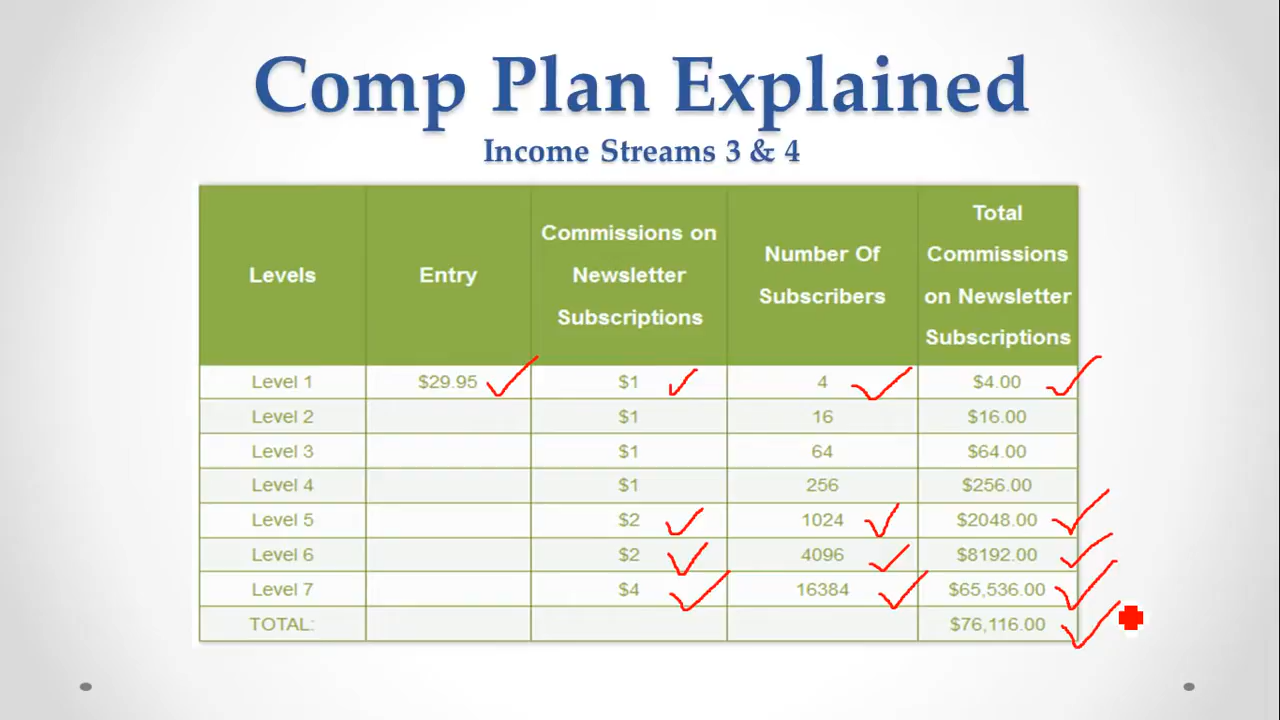 Comp Plan Explained
Income Streams 3 & 4
Levels Entry Commissions on Newsletter Subscriptions Number Of Subscribers Total Commissions on Newsletter Subscriptions
Level 1 $29.95 $1 4 $4.00
Level 2 $1 16 $16.00
Level 3 $1 64 $64.00
Level 4 $1 256 $256.00
Level 5 $2 1024 $2048.00
Level 6 $2 4096 $8192.00
Level 7 $4 16384 $65,536.00
TOTAL: $76,116.00